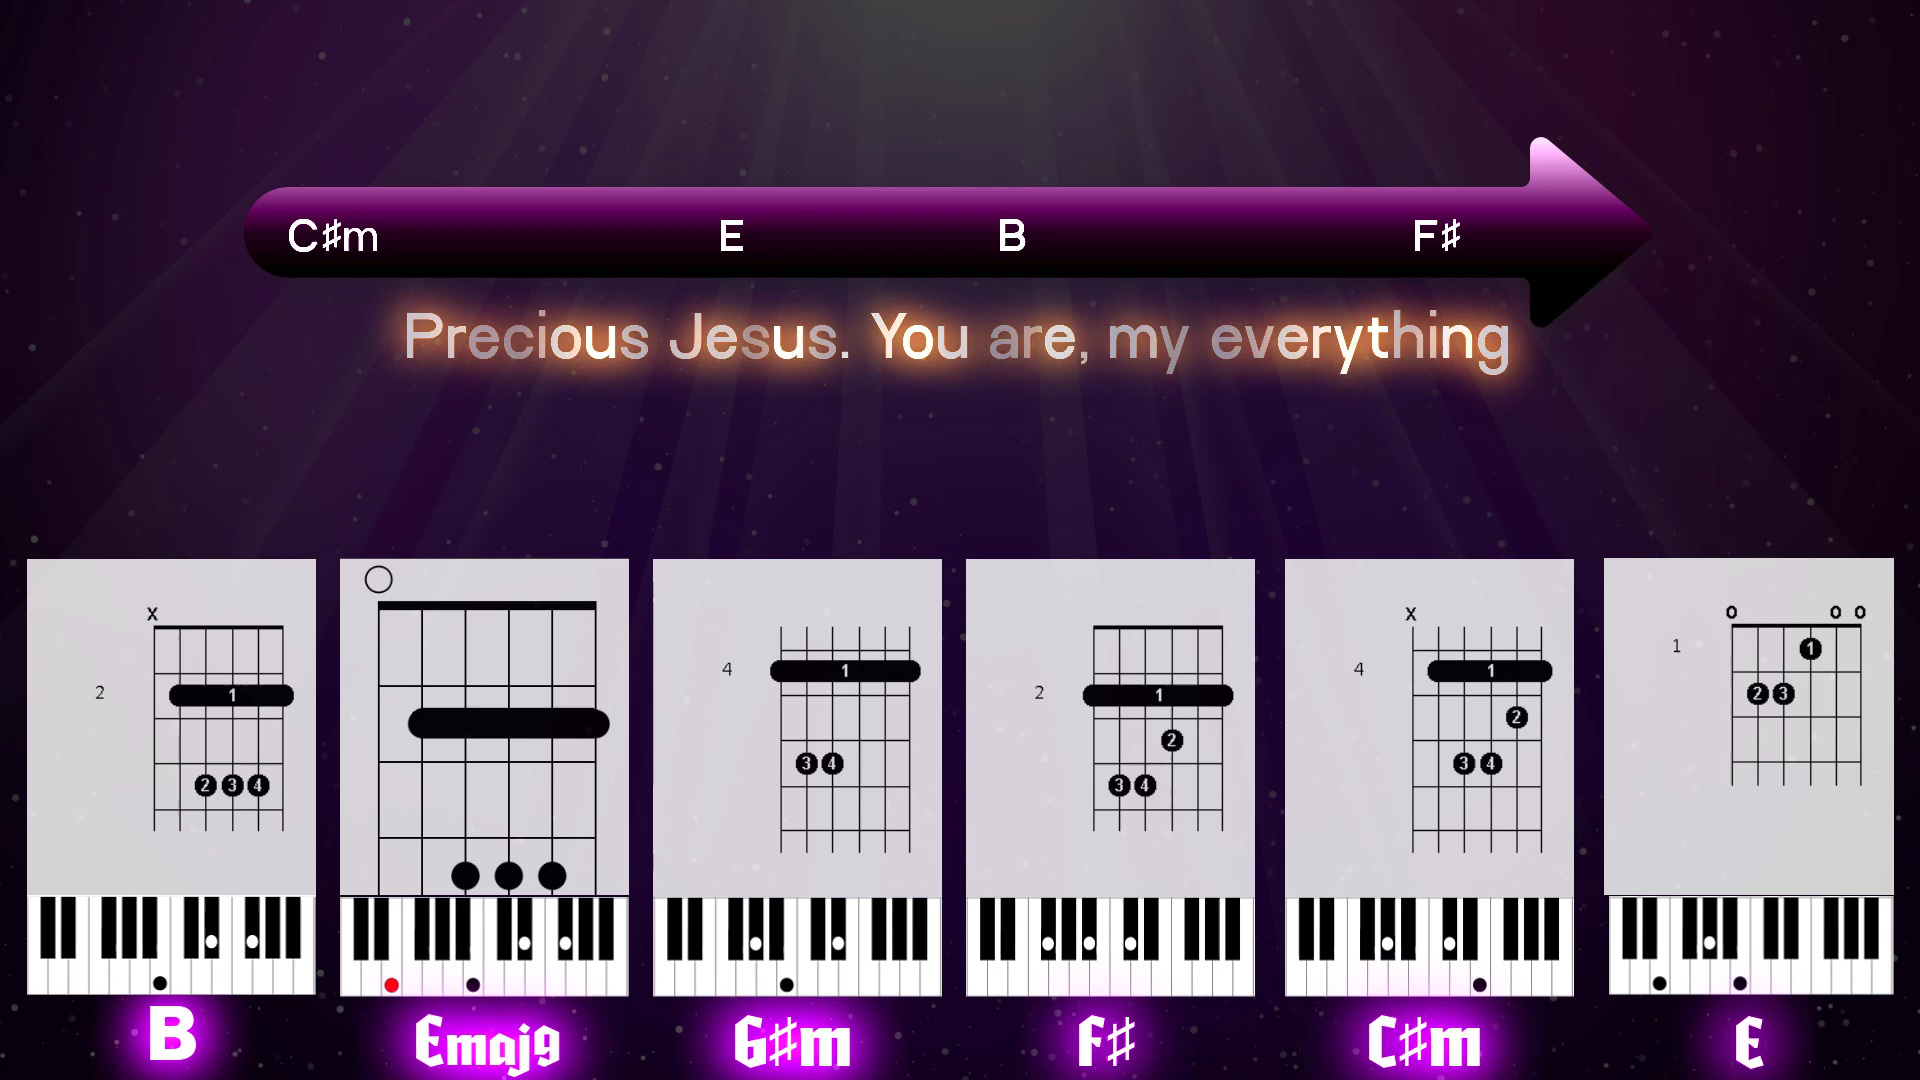 C♯m E B F♯
Precious Jesus. You are, my everything
x
2 1
2 3 4
4 1
3 4
2 1
2
3 4
x
4 1
2
3 4
o o o
1 1
2 3
B Emaj9 G♯m F♯ C♯m E